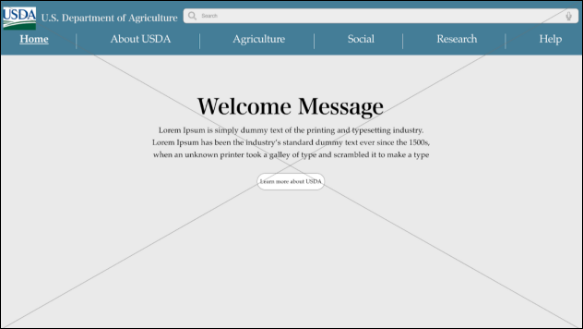 USDA
U.S. Department of Agriculture
Search
Home
About USDA
Agriculture
Social
Research
Help
Welcome Message
Lorem Ipsum is simply dummy text of the printing and typesetting industry.
Lorem Ipsum has been the industry's standard dummy text ever since the 1500s,
when an unknown printer took a galley of type and scrambled it to make a type
Learn more about USDA